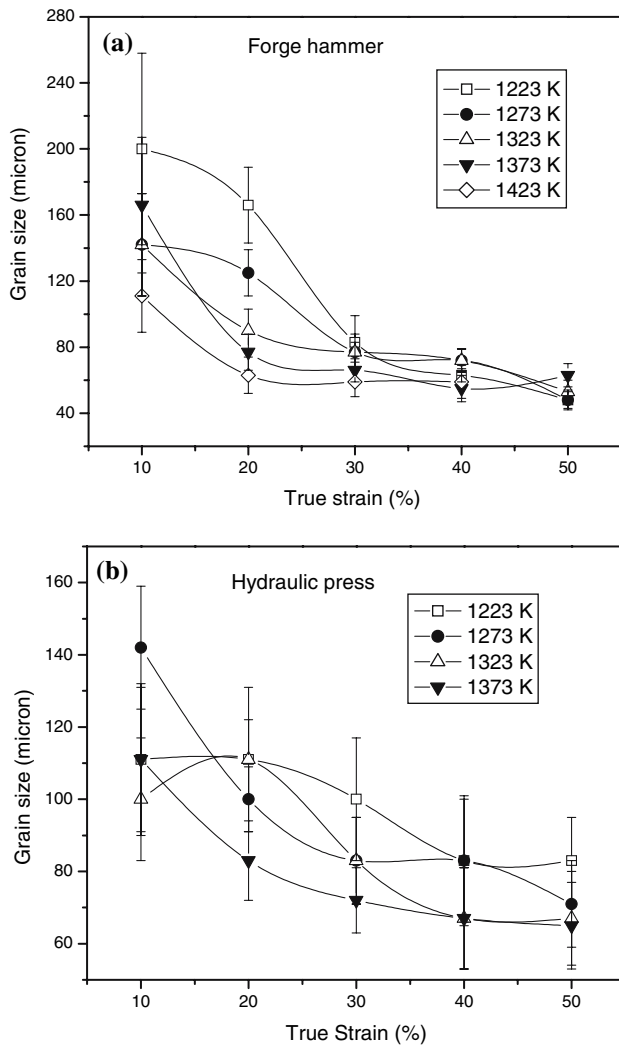 280
(a)
Forge hammer
240
1223 K
1273 K
200
1323 K
1373 K
160
1423 K
120
80
40
Grain size (micron)
10 20 30 40 50
True strain (%)
(b)
Hydraulic press
160
1223 K
1273 K
140
1323 K
1373 K
120
100
80
60
Grain size (micron)
10 20 30 40 50
True Strain (%)